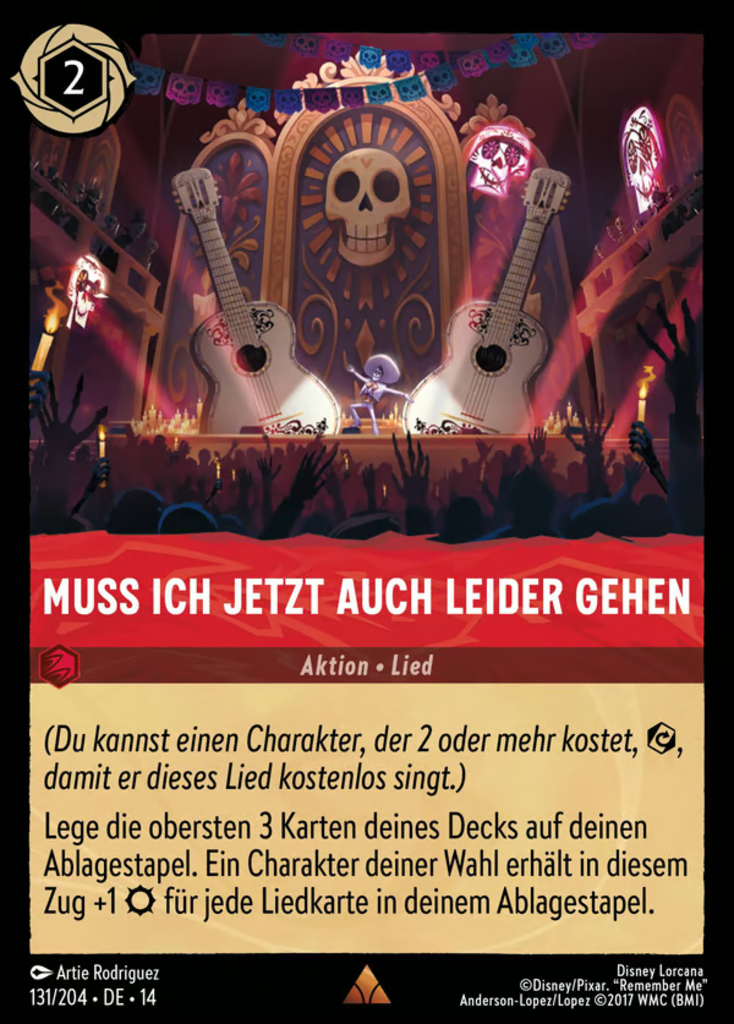 2
MUSS ICH JETZT AUCH LEIDER GEHEN
Aktion • Lied
(Du kannst einen Charakter, der 2 oder mehr kostet, ,
damit er dieses Lied kostenlos singt.)
Lege die obersten 3 Karten deines Decks auf deinen
Ablagestapel. Ein Charakter deiner Wahl erhält in diesem
Zug +1 für jede Liedkarte in deinem Ablagestapel.
Artie Rodriguez
131/204 • DE • 14
Disney Lorcana
©Disney/Pixar. “Remember Me”
Anderson-Lopez/Lopez ©2017 WMC (BMI)